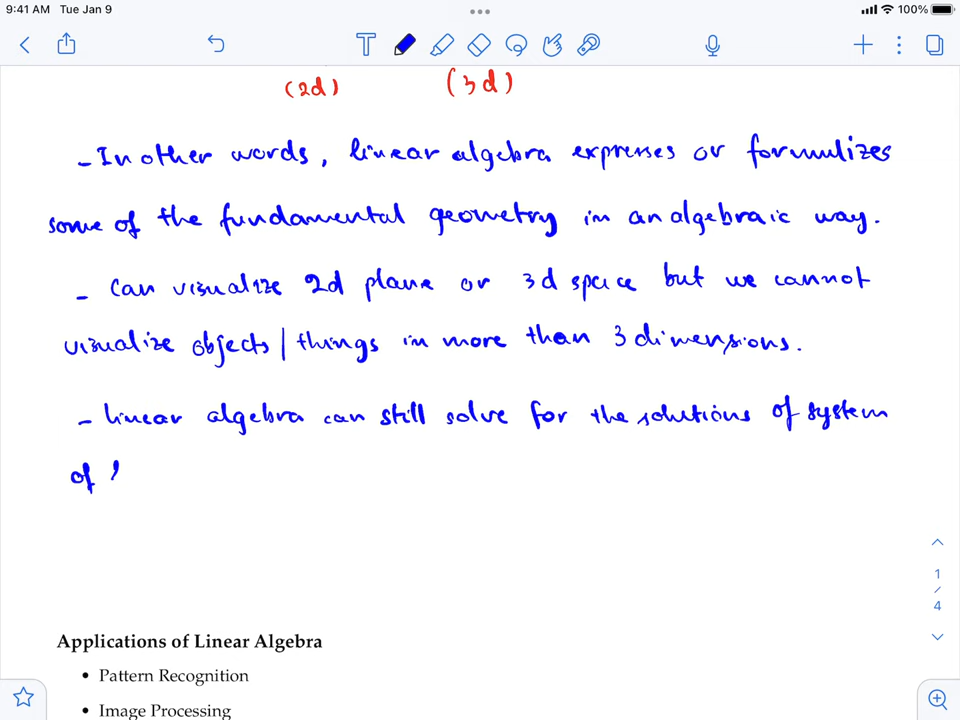 9:41 AM Tue Jan 9 100%
T
(2d) (3d)
- In other words, linear algebra expresses or formulizes
some of the fundamental geometry in an algebraic way.
- Can visualize 2d plane or 3d space but we cannot
visualize objects/things in more than 3 dimensions.
- linear algebra can still solve for the solutions of system
of
1
/
4
Applications of Linear Algebra
• Pattern Recognition
• Image Processing